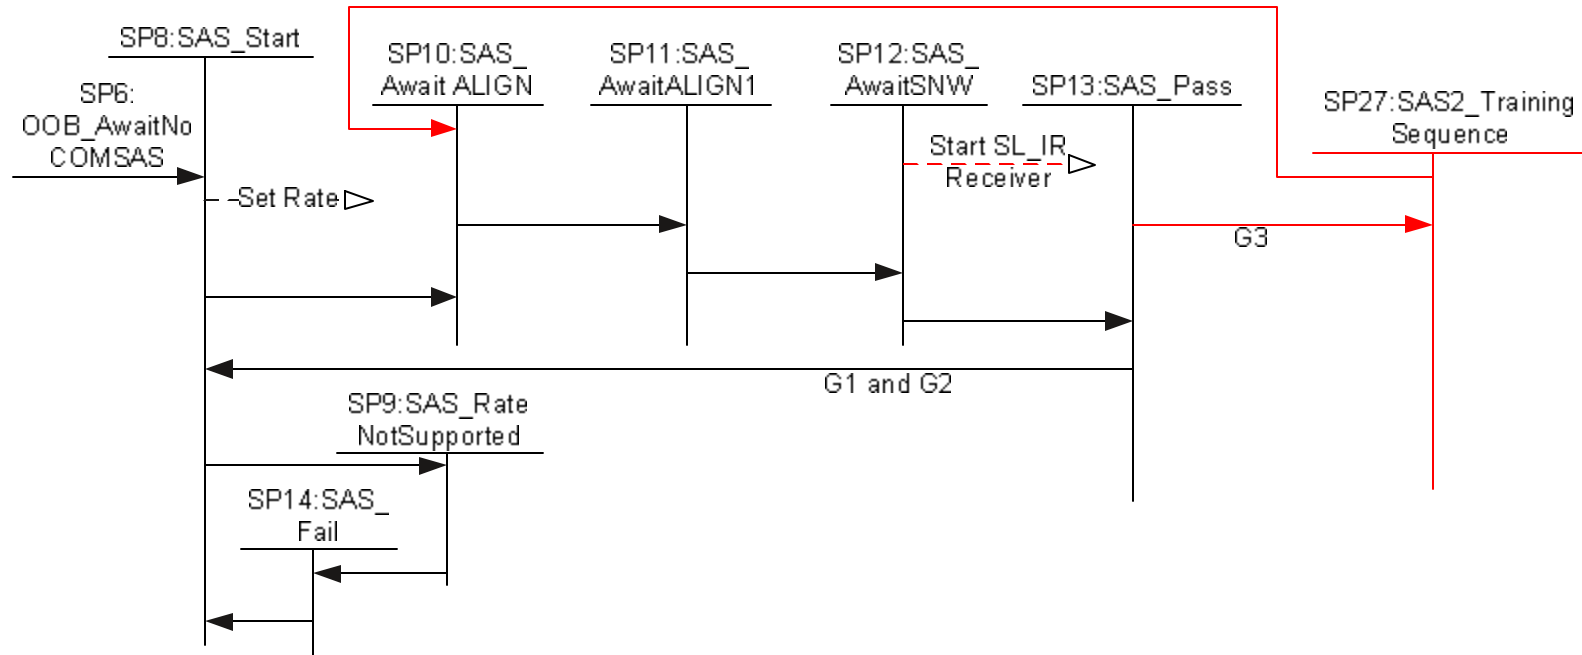 SP8:SAS_Start
SP6:
OOB_AwaitNo
COMSAS
SP10:SAS_
Await ALIGN
SP11:SAS_
AwaitALIGN1
SP12:SAS_
AwaitSNW
SP13:SAS_Pass
SP27:SAS2_Training
Sequence
Start SL_IR
Receiver
Set Rate
G3
G1 and G2
SP9:SAS_Rate
NotSupported
SP14:SAS_
Fail